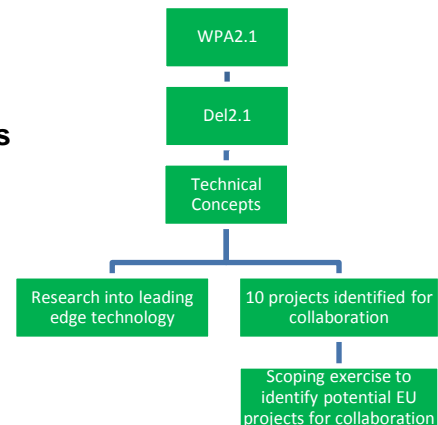 WPA2.1
Del2.1
s
Technical
Concepts
Research into leading
edge technology
10 projects identified for
collaboration
Scoping exercise to
identify potential EU
projects for collaboration